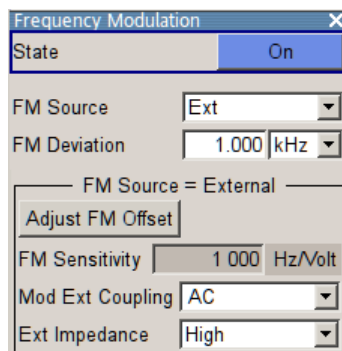 Frequency Modulation
State On
FM Source Ext
FM Deviation 1.000 kHz
FM Source = External
Adjust FM Offset
FM Sensitivity 1 000 Hz/Volt
Mod Ext Coupling AC
Ext Impedance High